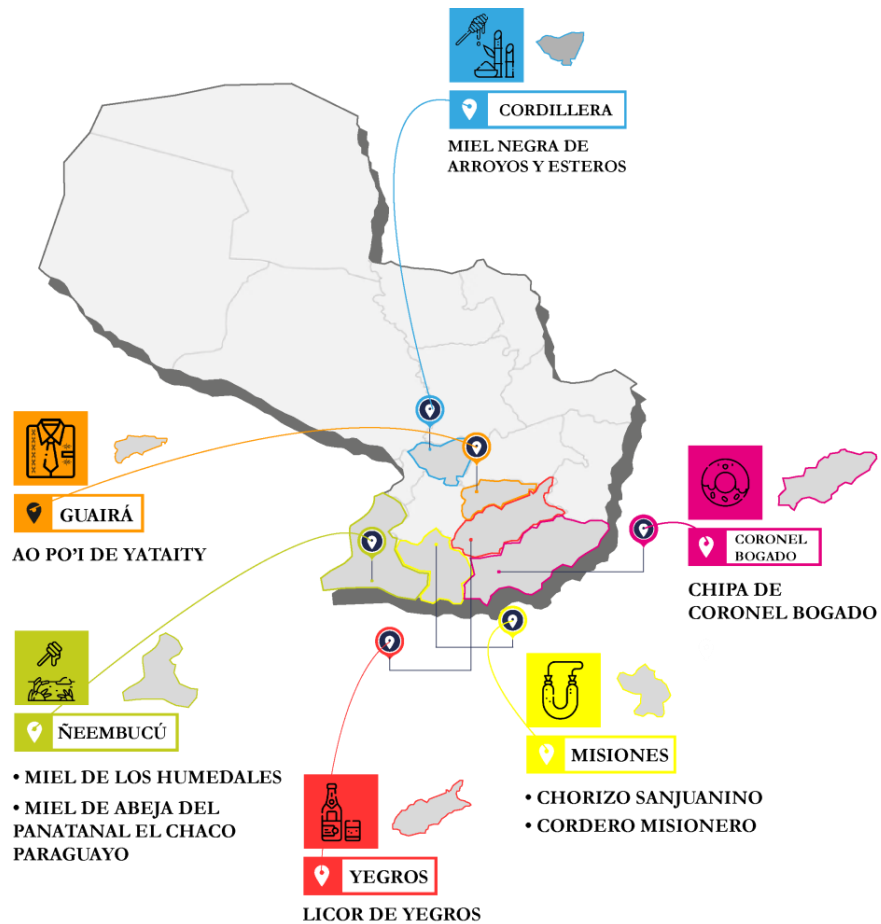 CORDILLERA
MIEL NEGRA DE
ARROYOS Y ESTEROS
GUAIRÁ
AO PO'I DE YATAITY
CORONEL
BOGADO
CHIPA DE
CORONEL BOGADO
ÑEEMBUCÚ
• MIEL DE LOS HUMEDALES
• MIEL DE ABEJA DEL
PANATANAL EL CHACO
PARAGUAYO
MISIONES
• CHORIZO SANJUANINO
• CORDERO MISIONERO
YEGROS
LICOR DE YEGROS